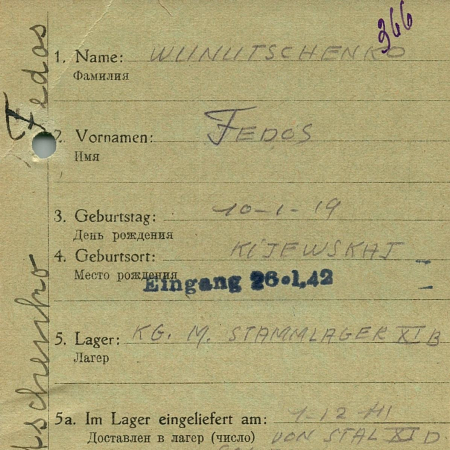 366
1. Name: WUNUTSCHENKO
Фамилия
2. Vornamen: FEDOS
Имя
3. Geburtstag: 10-1-19
День рождения
4. Geburtsort: KIJEWSKAJ
Место рождения
Eingang 26.1.42
5. Lager: KG. M. STAMMLAGER XI B
Лагер
5a. Im Lager eingeliefert am: 1-12-41
Доставлен в лагер (число) VON STAL XI D
Fedos